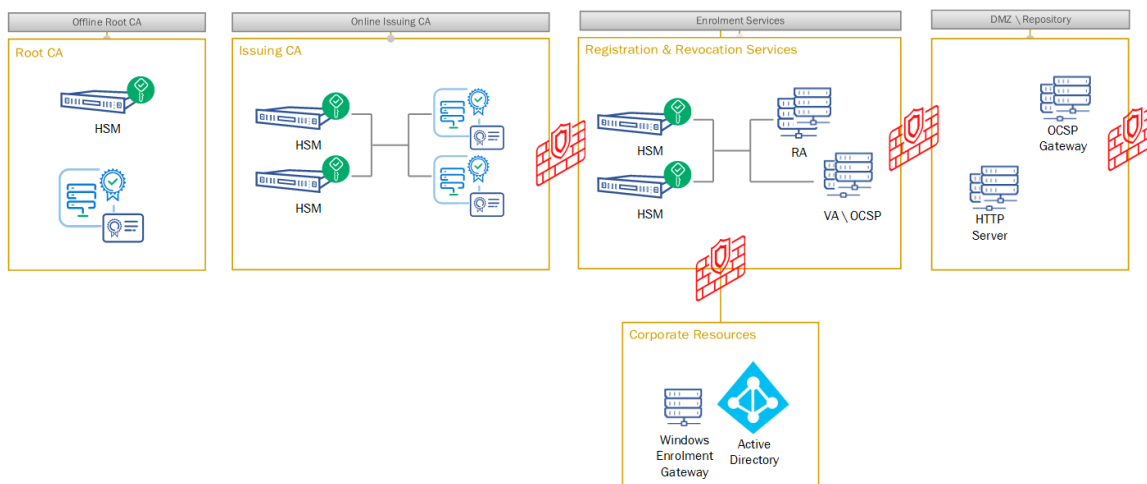 Offline Root CA
Online Issuing CA
Enrolment Services
DMZ \ Repository
Root CA
HSM
Issuing CA
HSM
HSM
Registration & Revocation Services
HSM
HSM
RA
VA \ OCSP
OCSP
Gateway
HTTP
Server
Corporate Resources
Windows
Enrolment
Gateway
Active
Directory